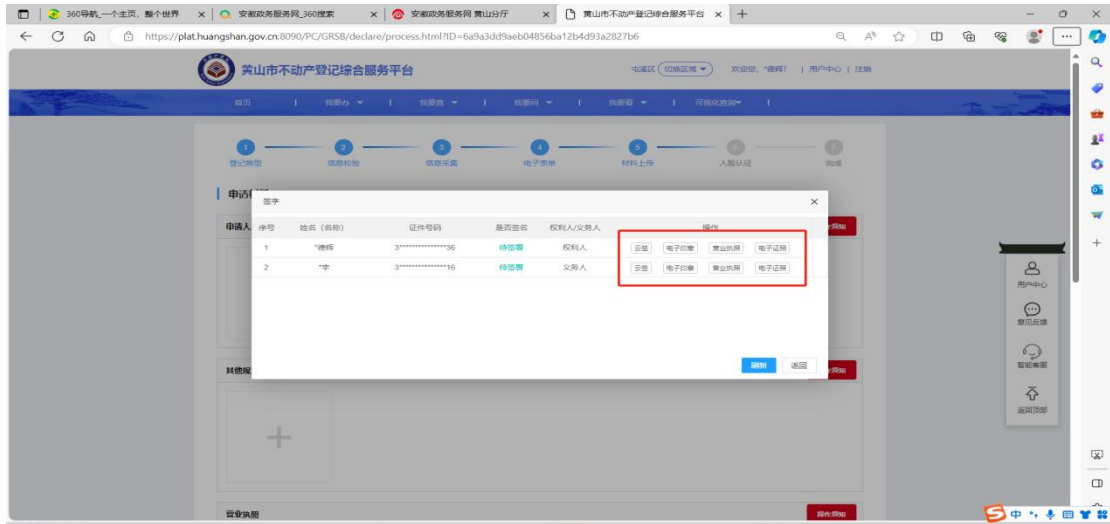 360导航_一个主页，整个世界
安徽政务服务网_360搜索
安徽政务服务网 黄山分厅
黄山市不动产登记综合服务平台
https://plat.huangshan.gov.cn:8090/PC/GRSB/declare/process.html?ID=6a9a3dd9aeb04856ba12b4d93a2827b6
黄山市不动产登记综合服务平台
屯溪区 切换区域 欢迎您，*德辉！ | 用户中心 | 注销
首页 | 我要办 | 我要查 | 我要问 | 我要看 | 可视化查询 |
1 2 3 4 5 6 7
登记类型 信息校验 信息采集 电子表单 材料上传 人脸认证 完成
签字
申请人
序号 姓名（名称） 证件号码 是否签名 权利人/义务人 操作
1 *德辉 3***************36 待签署 权利人 云签 电子印章 营业执照 电子证照
2 *宇 3***************16 待签署 义务人 云签 电子印章 营业执照 电子证照
刷新 返回
其他
营业执照 操作须知
用户中心
意见反馈
智能客服
返回顶部
中